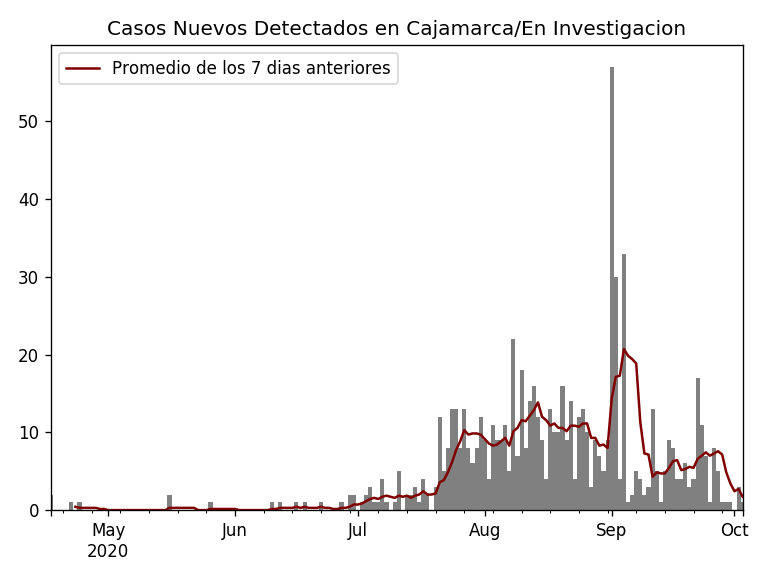 Casos Nuevos Detectados en Cajamarca/En Investigacion
Promedio de los 7 dias anteriores
50
40
30
20
10
0
May Jun Jul Aug Sep Oct
2020